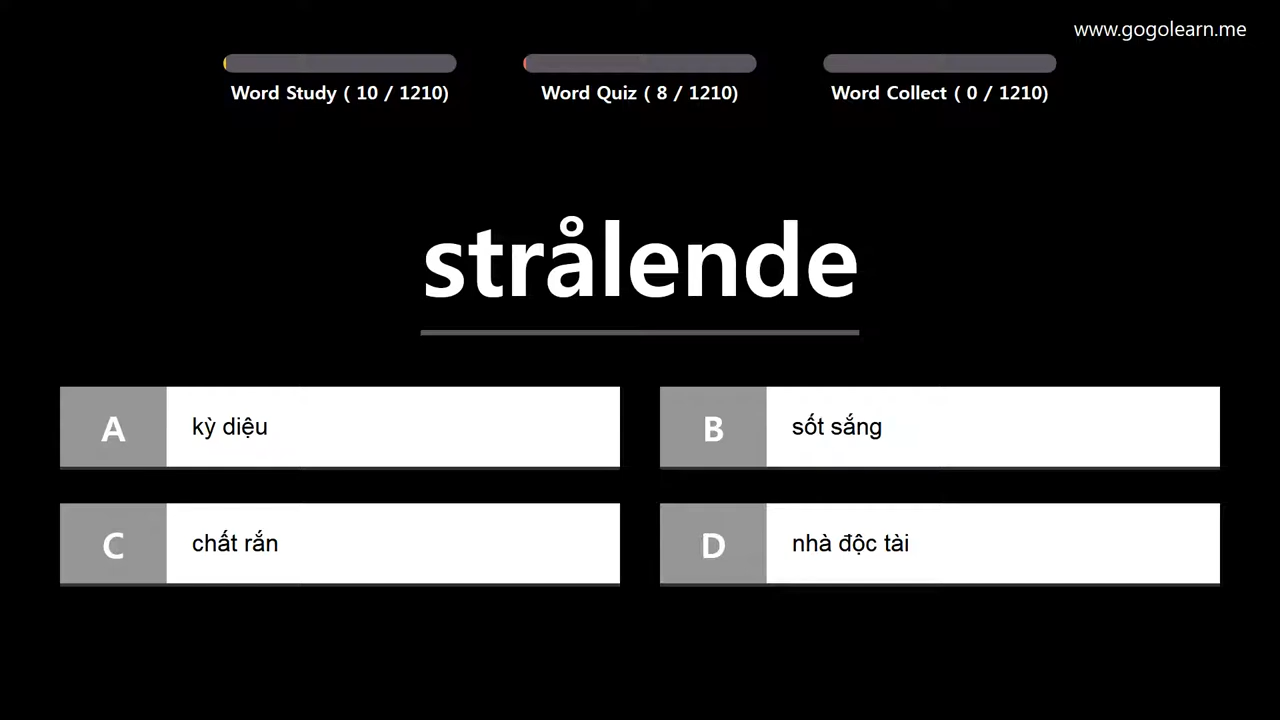 www.gogolearn.me
Word Study ( 10 / 1210)
Word Quiz ( 8 / 1210)
Word Collect ( 0 / 1210)
strålende
A
kỳ diệu
B
sốt sắng
C
chất rắn
D
nhà độc tài